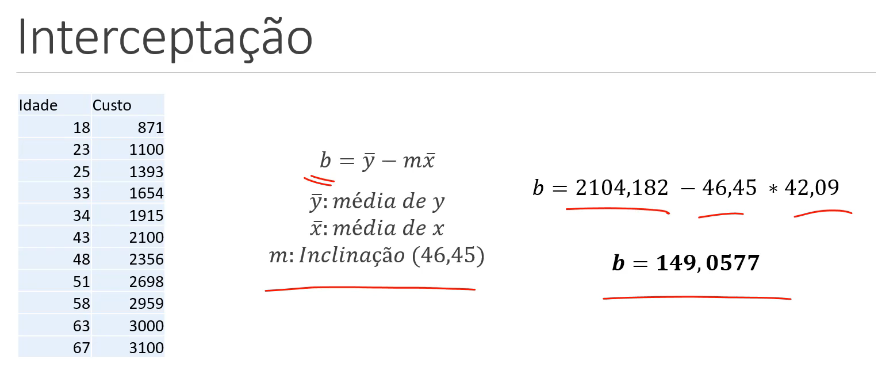 Interceptação
Idade Custo
18 871
23 1100
25 1393
33 1654
34 1915
43 2100
48 2356
51 2698
58 2959
63 3000
67 3100
b = ȳ − mx̄
ȳ: média de y
x̄: média de x
m: Inclinação (46,45)
b = 2104,182 − 46,45 ∗ 42,09
b = 149,0577